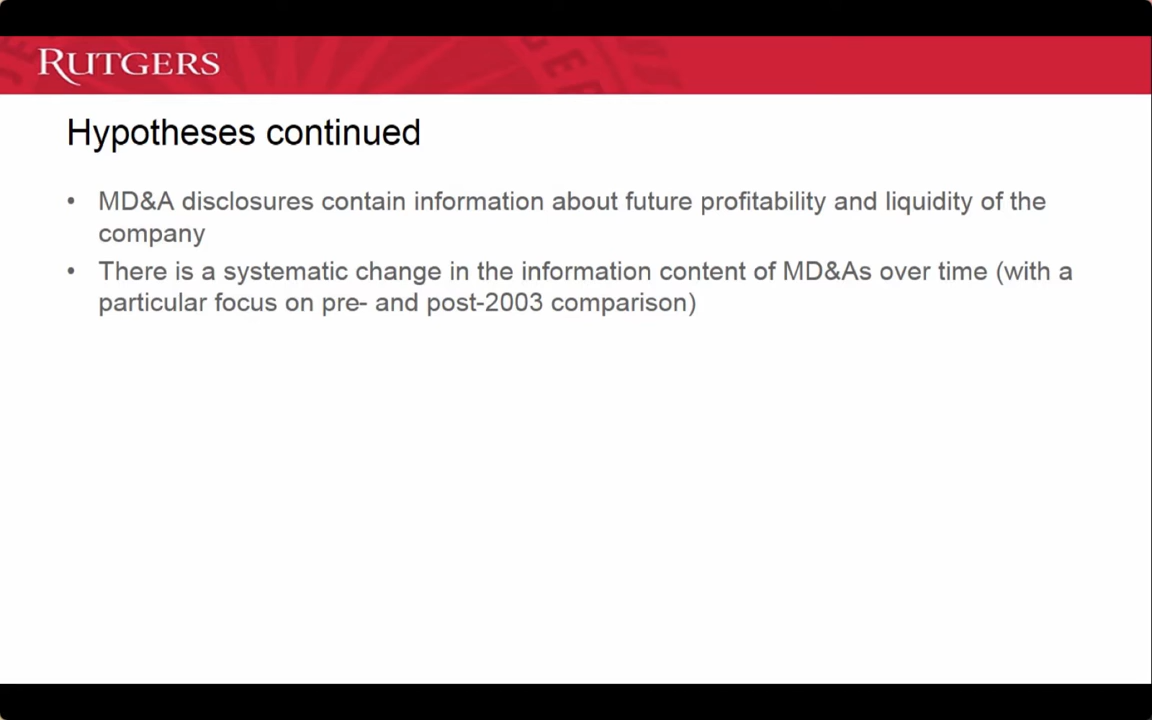 RUTGERS
Hypotheses continued
• MD&A disclosures contain information about future profitability and liquidity of the
company
• There is a systematic change in the information content of MD&As over time (with a
particular focus on pre- and post-2003 comparison)